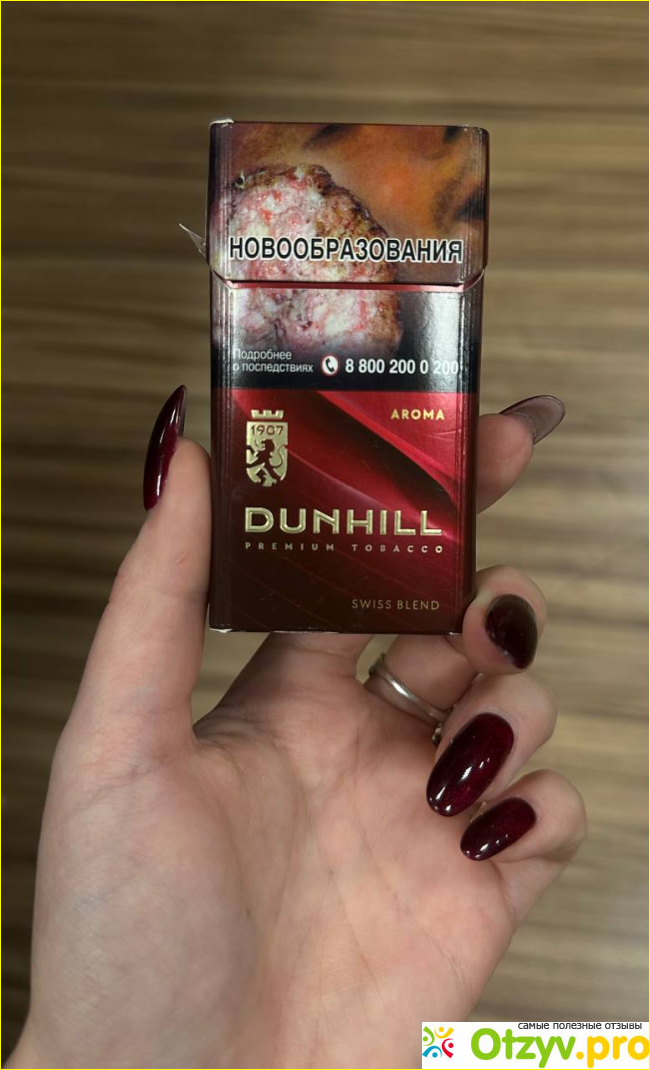 НОВООБРАЗОВАНИЯ
Подробнее
о последствиях 8 800 200 0 200
AROMA
1907
DUNHILL
PREMIUM TOBACCO
SWISS BLEND
самые полезные отзывы
Otzyv.pro